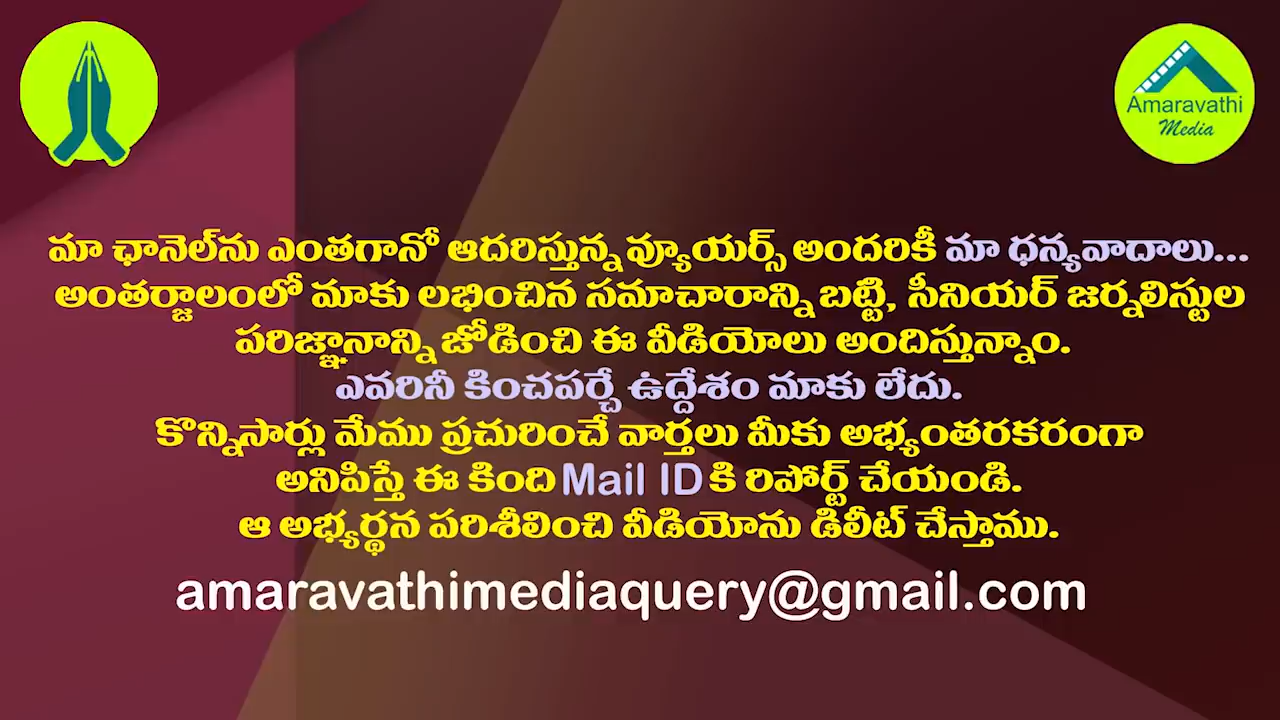 Amaravathi
Media
మా ఛానెల్‌ను ఎంతగానో ఆదరిస్తున్న వ్యూయర్స్ అందరికీ మా ధన్యవాదాలు...
అంతర్జాలంలో మాకు లభించిన సమాచారాన్ని బట్టి, సీనియర్ జర్నలిస్టుల
పరిజ్ఞానాన్ని జోడించి ఈ వీడియోలు అందిస్తున్నాం.
ఎవరినీ కించపర్చే ఉద్దేశం మాకు లేదు.
కొన్నిసార్లు మేము ప్రచురించే వార్తలు మీకు అభ్యంతరకరంగా
అనిపిస్తే ఈ కింది Mail ID కి రిపోర్ట్ చేయండి.
ఆ అభ్యర్థన పరిశీలించి వీడియోను డిలీట్ చేస్తాము.
amaravathimediaquery@gmail.com